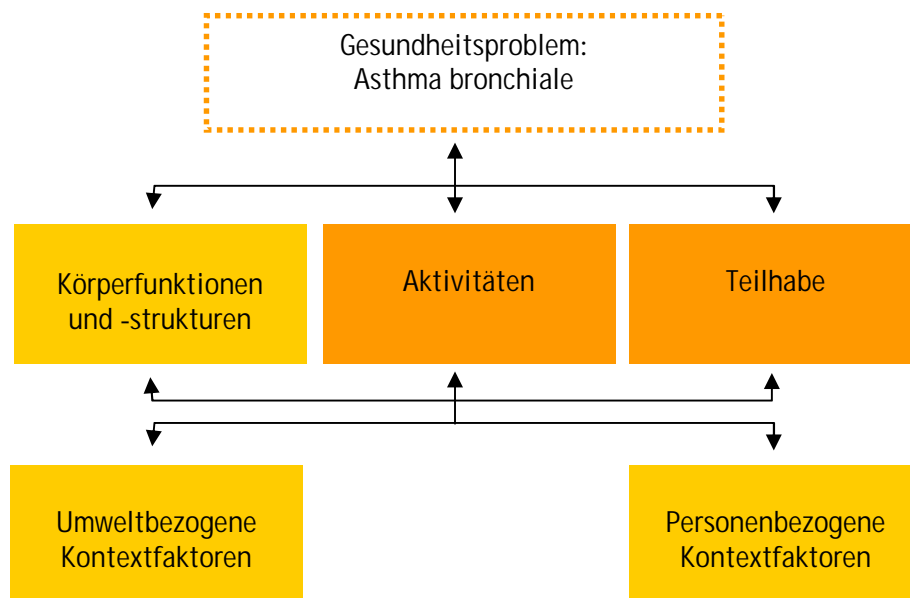 Gesundheitsproblem:
Asthma bronchiale
Körperfunktionen
und -strukturen
Aktivitäten
Teilhabe
Umweltbezogene
Kontextfaktoren
Personenbezogene
Kontextfaktoren